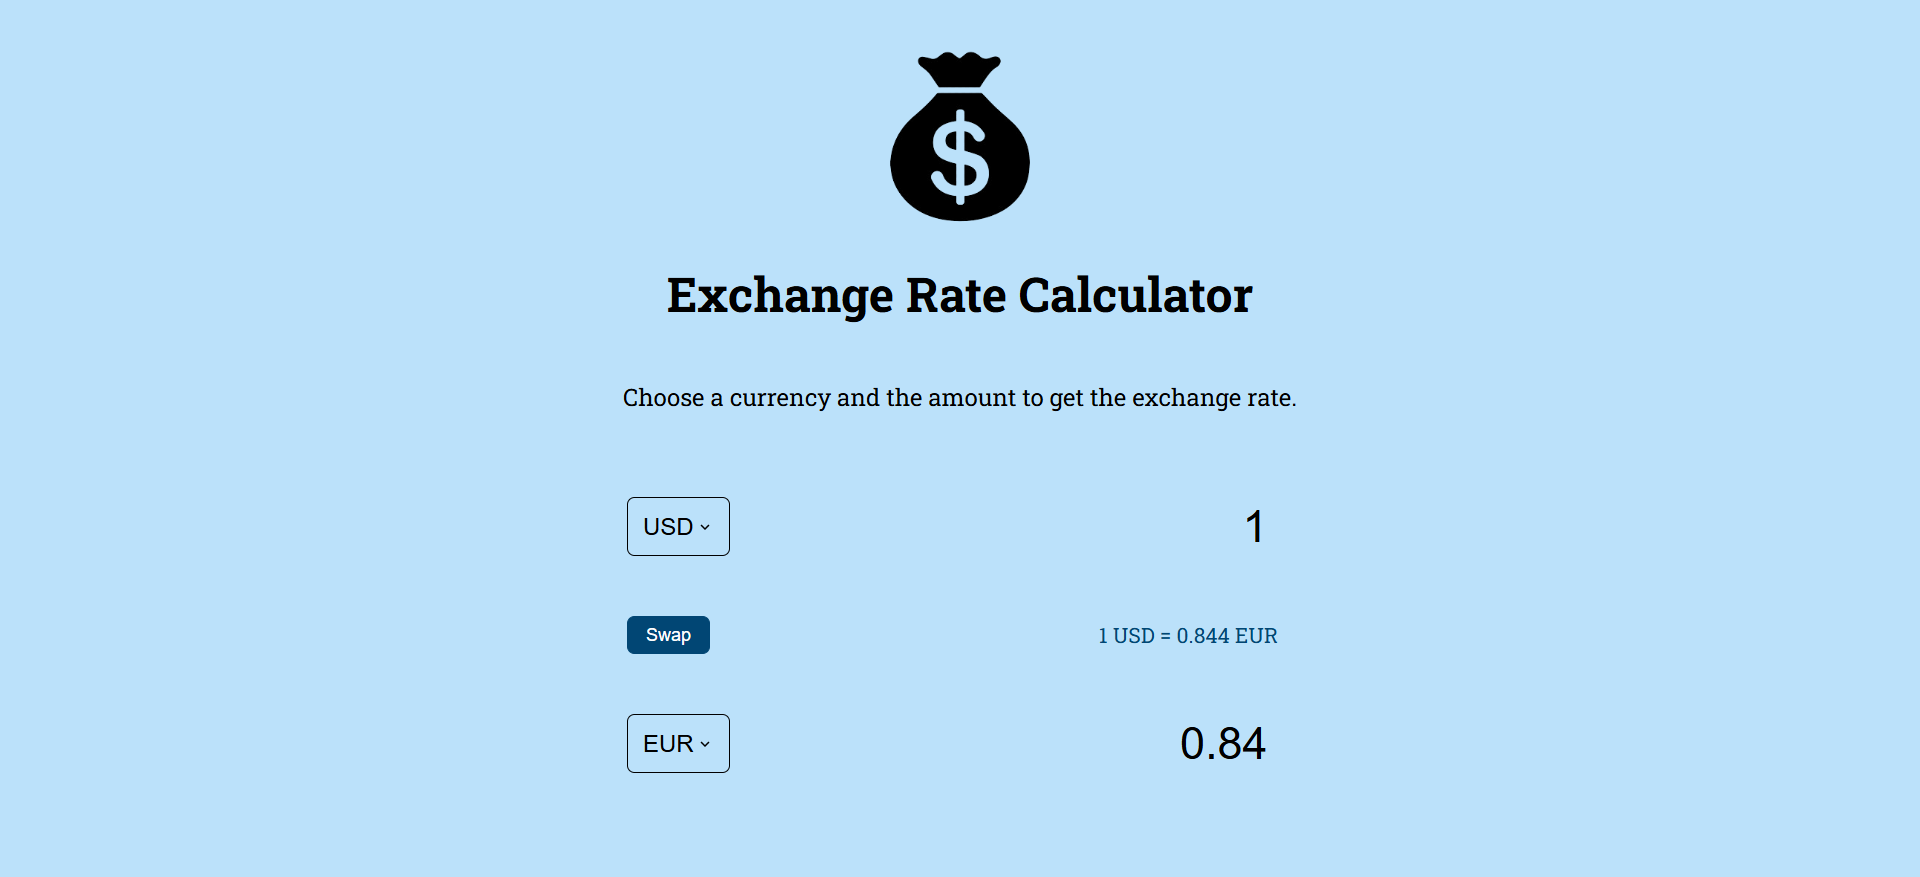 $
Exchange Rate Calculator
Choose a currency and the amount to get the exchange rate.
USD 1
Swap 1 USD = 0.844 EUR
EUR 0.84